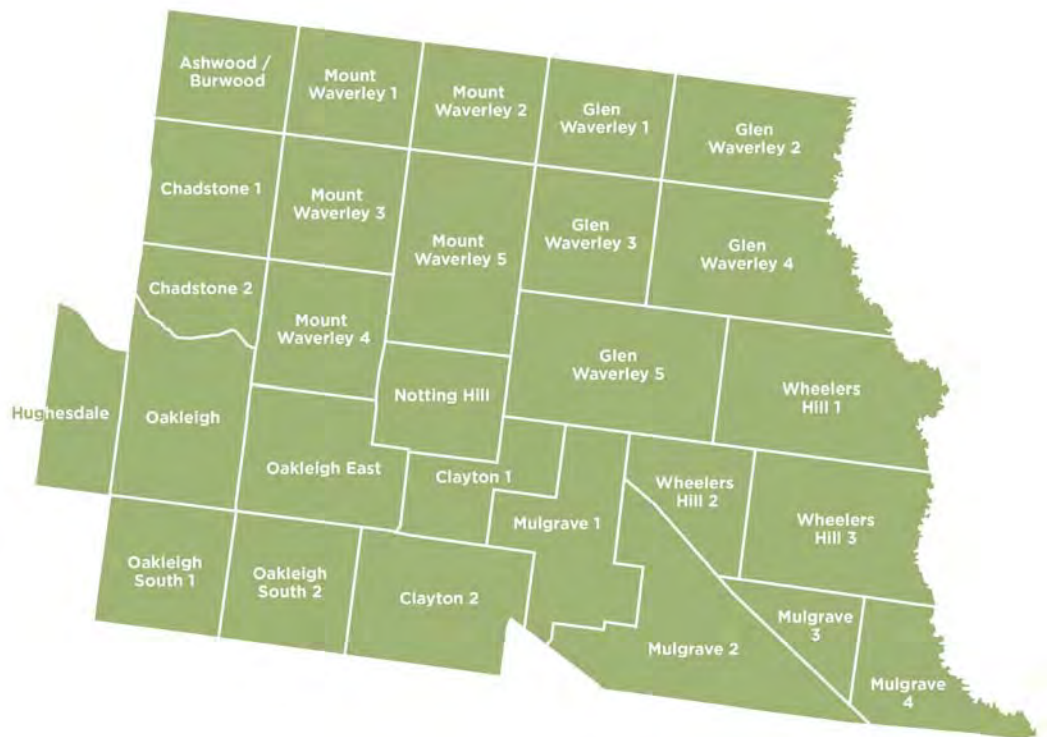 Ashwood /
Burwood
Mount
Waverley 1
Mount
Waverley 2
Glen
Waverley 1
Glen
Waverley 2
Chadstone 1
Mount
Waverley 3
Mount
Waverley 5
Glen
Waverley 3
Glen
Waverley 4
Chadstone 2
Mount
Waverley 4
Glen
Waverley 5
Wheelers
Hill 1
Hughesdale
Oakleigh
Notting Hill
Oakleigh East
Clayton 1
Mulgrave 1
Wheelers
Hill 2
Wheelers
Hill 3
Oakleigh
South 1
Oakleigh
South 2
Clayton 2
Mulgrave 2
Mulgrave
3
Mulgrave
4